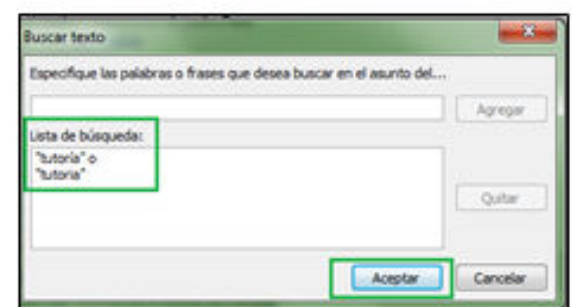 Buscar texto
Especifique las palabras o frases que desea buscar en el asunto del...
Agregar
Lista de búsqueda:
"tutoría" o
"tutoria"
Quitar
Aceptar
Cancelar